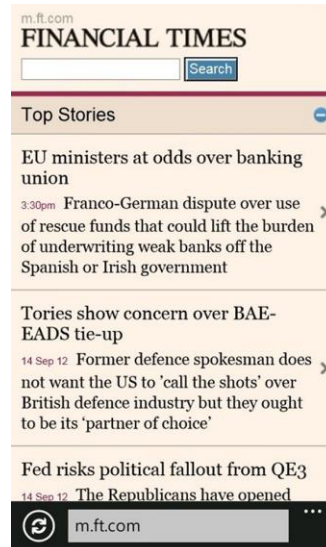 m.ft.com
FINANCIAL TIMES
Search
Top Stories
EU ministers at odds over banking
union
3:30pm Franco-German dispute over use
of rescue funds that could lift the burden
of underwriting weak banks off the
Spanish or Irish government
Tories show concern over BAE-
EADS tie-up
14 Sep 12 Former defence spokesman does
not want the US to 'call the shots' over
British defence industry but they ought
to be its ‘partner of choice’
Fed risks political fallout from QE3
14 Sep 12 The Republicans have opened
m.ft.com